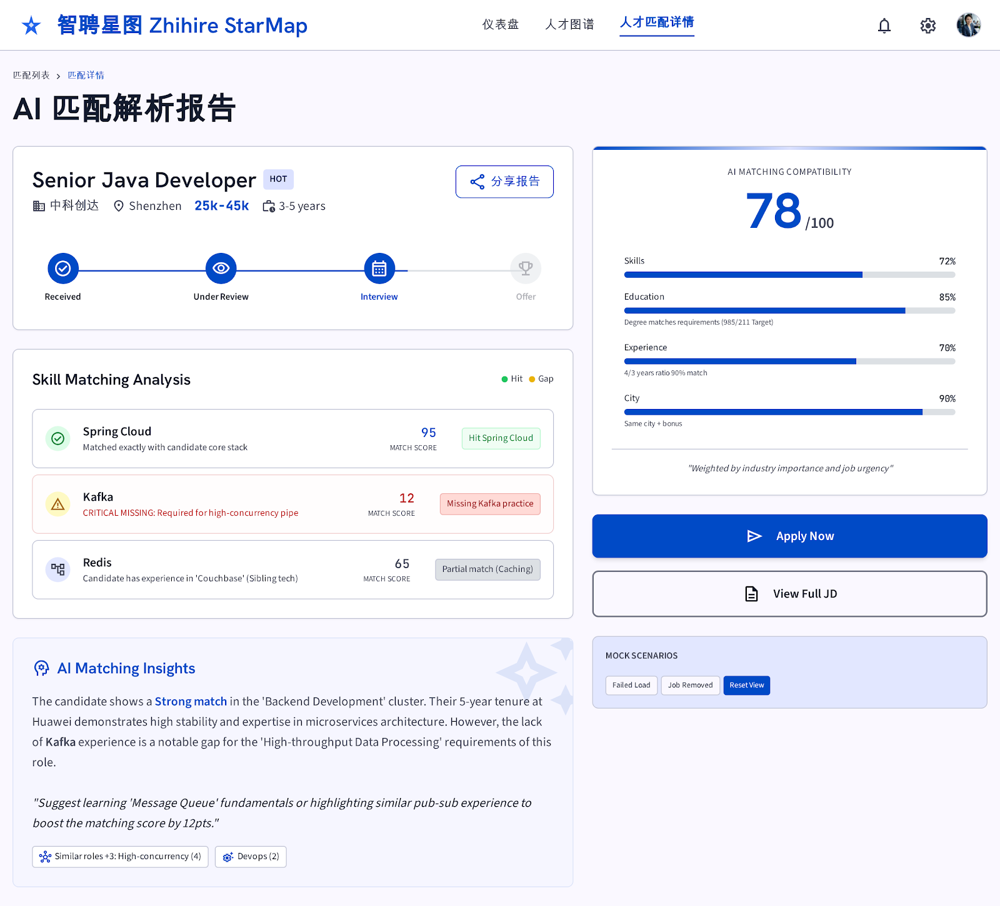 智聘星图 Zhihire StarMap
仪表盘
人才图谱
人才匹配详情
匹配列表 › 匹配详情
AI 匹配解析报告
Senior Java Developer
HOT
中科创达
Shenzhen
25k-45k
3-5 years
分享报告
Received
Under Review
Interview
Offer
Skill Matching Analysis
Hit
Gap
Spring Cloud
Matched exactly with candidate core stack
95
MATCH SCORE
Hit Spring Cloud
Kafka
CRITICAL MISSING: Required for high-concurrency pipe
12
MATCH SCORE
Missing Kafka practice
Redis
Candidate has experience in 'Couchbase' (Sibling tech)
65
MATCH SCORE
Partial match (Caching)
AI Matching Insights
The candidate shows a Strong match in the 'Backend Development' cluster. Their 5-year tenure at
Huawei demonstrates high stability and expertise in microservices architecture. However, the lack
of Kafka experience is a notable gap for the 'High-throughput Data Processing' requirements of this
role.
"Suggest learning 'Message Queue' fundamentals or highlighting similar pub-sub experience to
boost the matching score by 12pts."
Similar roles +3: High-concurrency (4)
Devops (2)
AI MATCHING COMPATIBILITY
78 /100
Skills
72%
Education
85%
Degree matches requirements (985/211 Target)
Experience
70%
4/3 years ratio 90% match
City
90%
Same city + bonus
"Weighted by industry importance and job urgency"
Apply Now
View Full JD
MOCK SCENARIOS
Failed Load
Job Removed
Reset View